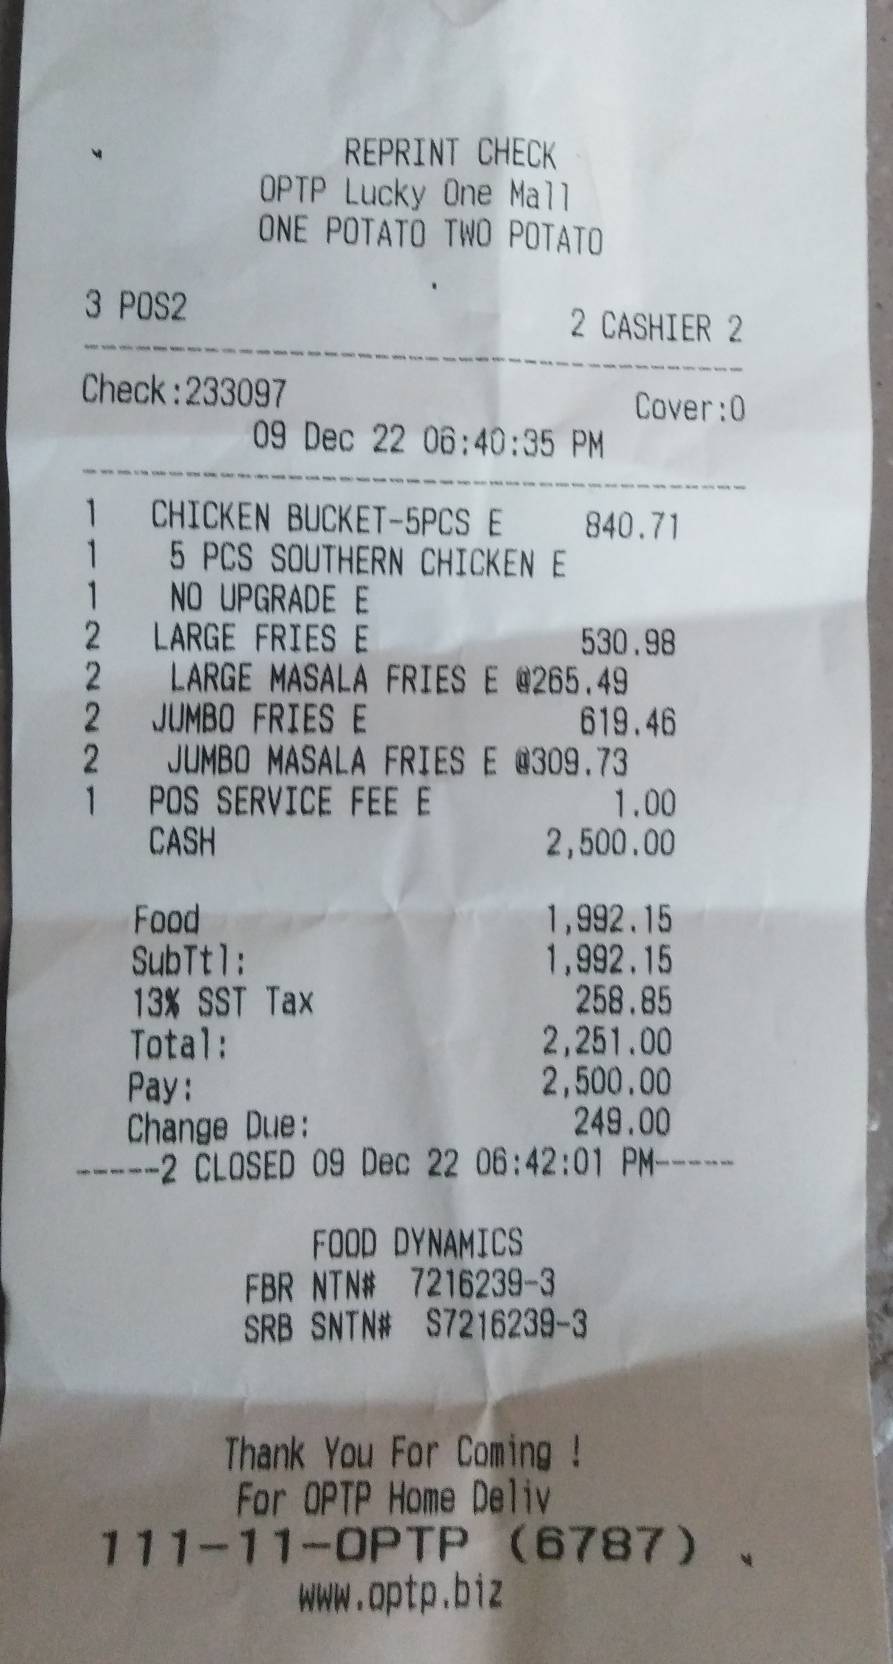 REPRINT CHECK
OPTP Lucky One Mall
ONE POTATO TWO POTATO
3 POS2 2 CASHIER 2
Check:233097 Cover:0
09 Dec 22 06:40:35 PM
1 CHICKEN BUCKET-5PCS E 840.71
1 5 PCS SOUTHERN CHICKEN E
1 NO UPGRADE E
2 LARGE FRIES E 530.98
2 LARGE MASALA FRIES E @265.49
2 JUMBO FRIES E 619.46
2 JUMBO MASALA FRIES E @309.73
1 POS SERVICE FEE E 1.00
CASH 2,500.00
Food 1,992.15
SubTtl: 1,992.15
13% SST Tax 258.85
Total: 2,251.00
Pay: 2,500.00
Change Due: 249.00
-----2 CLOSED 09 Dec 22 06:42:01 PM-----
FOOD DYNAMICS
FBR NTN# 7216239-3
SRB SNTN# S7216239-3
Thank You For Coming !
For OPTP Home Deliv
111-11-OPTP (6787)
www.optp.biz